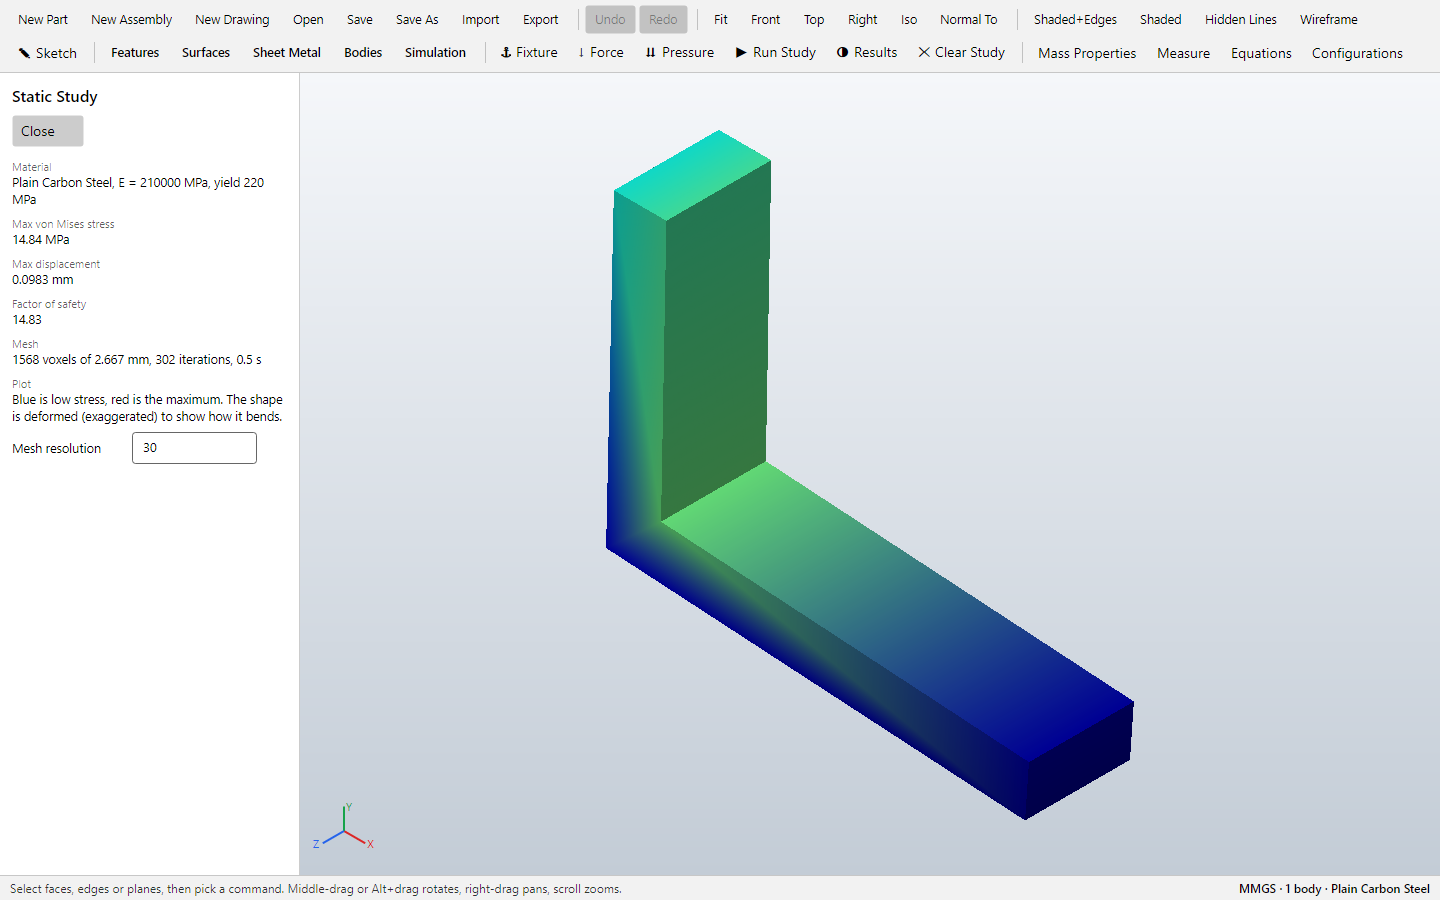 New Part New Assembly New Drawing Open Save Save As Import Export Undo Redo Fit Front Top Right Iso Normal To Shaded+Edges Shaded Hidden Lines Wireframe
Sketch Features Surfaces Sheet Metal Bodies Simulation Fixture Force Pressure Run Study Results Clear Study Mass Properties Measure Equations Configurations
Static Study
Close
Material
Plain Carbon Steel, E = 210000 MPa, yield 220
MPa
Max von Mises stress
14.84 MPa
Max displacement
0.0983 mm
Factor of safety
14.83
Mesh
1568 voxels of 2.667 mm, 302 iterations, 0.5 s
Plot
Blue is low stress, red is the maximum. The shape
is deformed (exaggerated) to show how it bends.
Mesh resolution 30
Y
Z X
Select faces, edges or planes, then pick a command. Middle-drag or Alt+drag rotates, right-drag pans, scroll zooms. MMGS · 1 body · Plain Carbon Steel